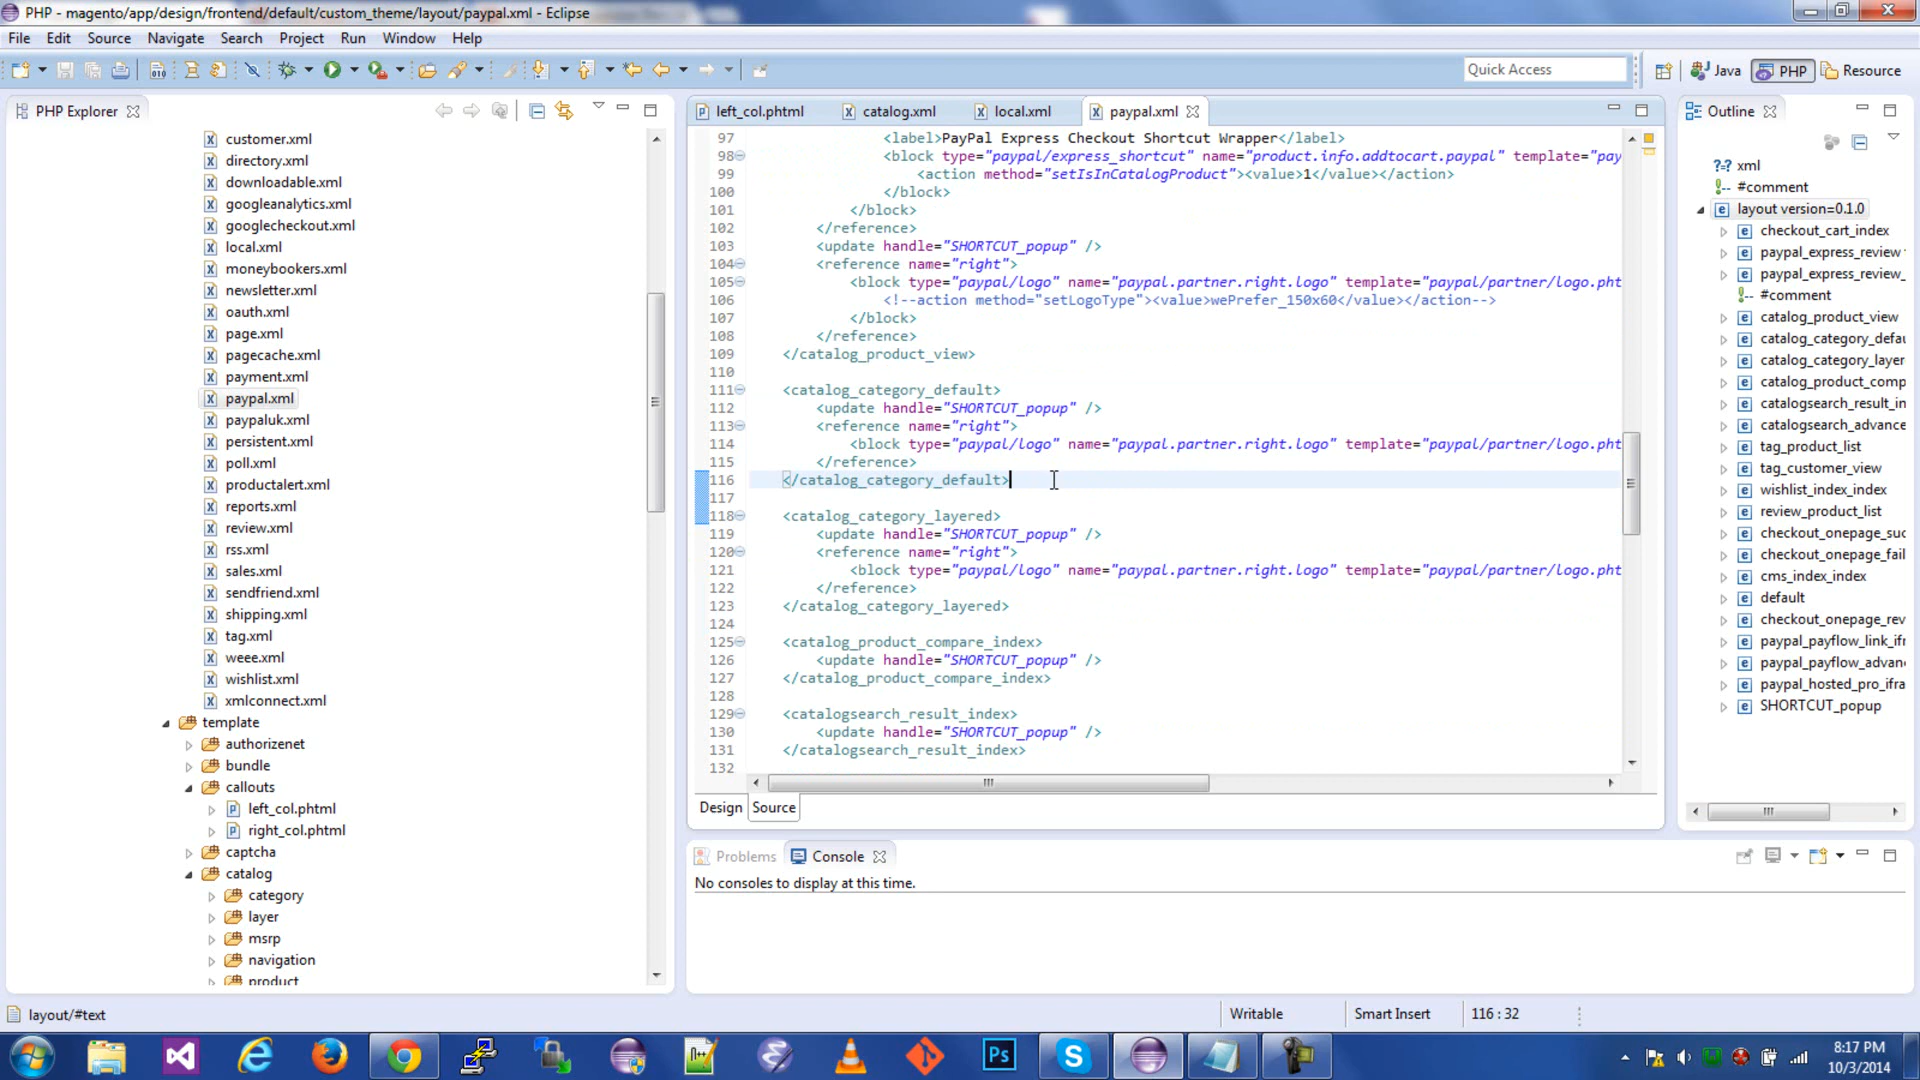 PHP - magento/app/design/frontend/default/custom_theme/layout/paypal.xml - Eclipse
File Edit Source Navigate Search Project Run Window Help
Quick Access
Java
PHP
Resource
PHP Explorer
customer.xml
directory.xml
downloadable.xml
googleanalytics.xml
googlecheckout.xml
local.xml
moneybookers.xml
newsletter.xml
oauth.xml
page.xml
pagecache.xml
payment.xml
paypal.xml
paypaluk.xml
persistent.xml
poll.xml
productalert.xml
reports.xml
review.xml
rss.xml
sales.xml
sendfriend.xml
shipping.xml
tag.xml
weee.xml
wishlist.xml
xmlconnect.xml
template
authorizenet
bundle
callouts
left_col.phtml
right_col.phtml
captcha
catalog
category
layer
msrp
navigation
product
left_col.phtml catalog.xml local.xml paypal.xml
97 <label>PayPal Express Checkout Shortcut Wrapper</label>
98 <block type="paypal/express_shortcut" name="product.info.addtocart.paypal" template="pay
99 <action method="setIsInCatalogProduct"><value>1</value></action>
100 </block>
101 </block>
102 </reference>
103 <update handle="SHORTCUT_popup" />
104 <reference name="right">
105 <block type="paypal/logo" name="paypal.partner.right.logo" template="paypal/partner/logo.pht
106 <!--action method="setLogoType"><value>wePrefer_150x60</value></action-->
107 </block>
108 </reference>
109 </catalog_product_view>
110
111 <catalog_category_default>
112 <update handle="SHORTCUT_popup" />
113 <reference name="right">
114 <block type="paypal/logo" name="paypal.partner.right.logo" template="paypal/partner/logo.pht
115 </reference>
116 </catalog_category_default>
117
118 <catalog_category_layered>
119 <update handle="SHORTCUT_popup" />
120 <reference name="right">
121 <block type="paypal/logo" name="paypal.partner.right.logo" template="paypal/partner/logo.pht
122 </reference>
123 </catalog_category_layered>
124
125 <catalog_product_compare_index>
126 <update handle="SHORTCUT_popup" />
127 </catalog_product_compare_index>
128
129 <catalogsearch_result_index>
130 <update handle="SHORTCUT_popup" />
131 </catalogsearch_result_index>
132
Design Source
Outline
xml
#comment
layout version=0.1.0
checkout_cart_index
paypal_express_review
paypal_express_review_
#comment
catalog_product_view
catalog_category_defau
catalog_category_layer
catalog_product_comp
catalogsearch_result_in
catalogsearch_advance
tag_product_list
tag_customer_view
wishlist_index_index
review_product_list
checkout_onepage_suc
checkout_onepage_fail
cms_index_index
default
checkout_onepage_rev
paypal_payflow_link_ifr
paypal_payflow_advan
paypal_hosted_pro_ifra
SHORTCUT_popup
Problems Console
No consoles to display at this time.
layout/#text
Writable
Smart Insert
116 : 32
Ps
8:17 PM
10/3/2014